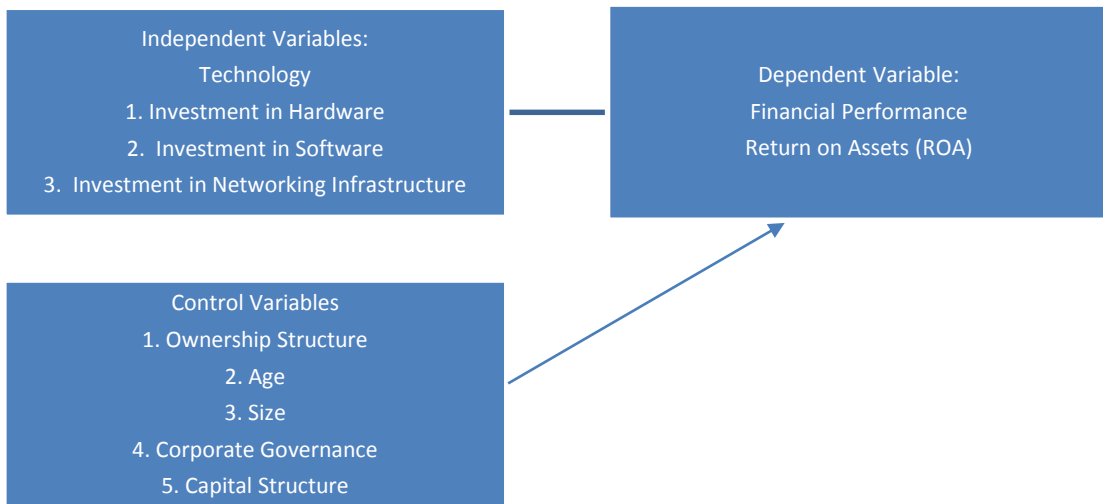 Independent Variables:
Technology
1. Investment in Hardware
2. Investment in Software
3. Investment in Networking Infrastructure
Dependent Variable:
Financial Performance
Return on Assets (ROA)
Control Variables
1. Ownership Structure
2. Age
3. Size
4. Corporate Governance
5. Capital Structure